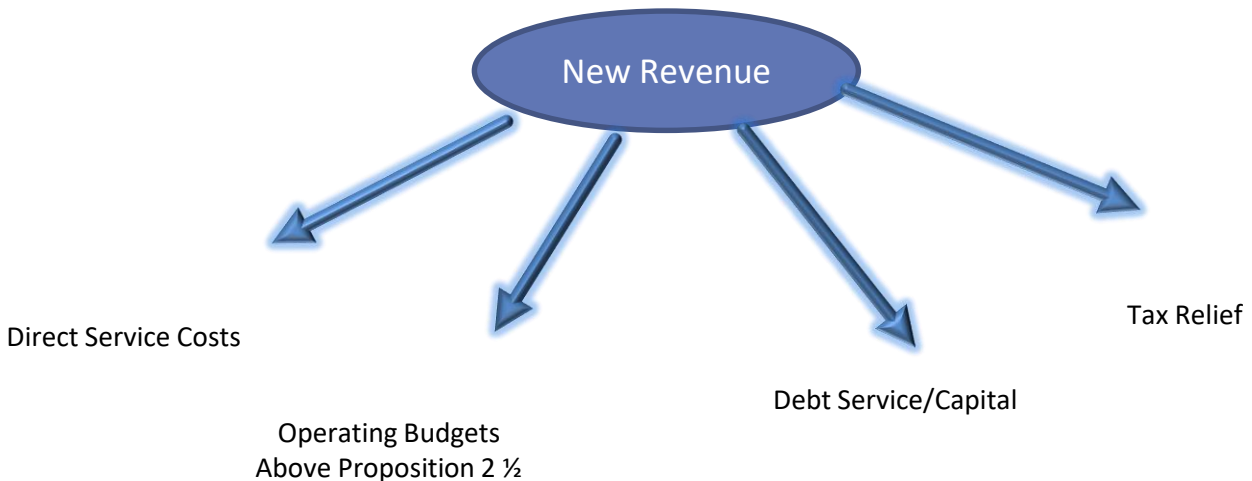 New Revenue
Direct Service Costs
Operating Budgets
Above Proposition 2 ½
Debt Service/Capital
Tax Relief